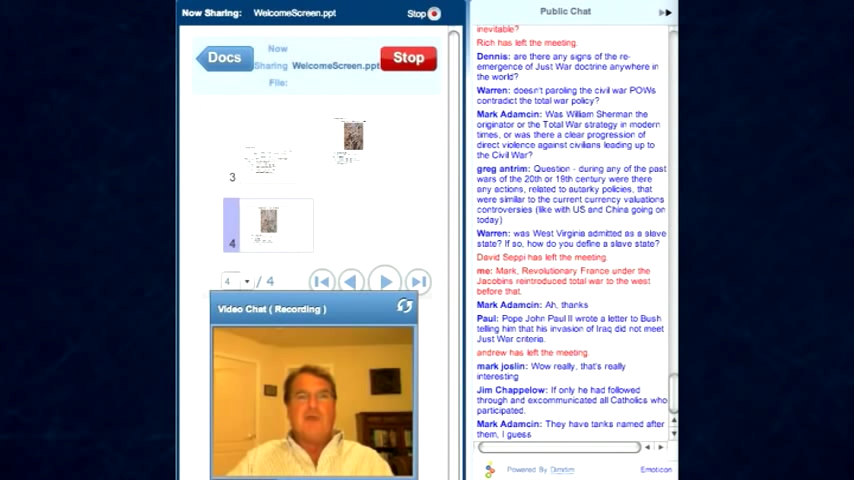 Now Sharing: WelcomeScreen.ppt Stop
Docs
Now
Sharing WelcomeScreen.ppt
File:
Stop
3
4
4 / 4
Video Chat ( Recording )
Public Chat
inevitable?
Rich has left the meeting.
Dennis: are there any signs of the re-
emergence of Just War doctrine anywhere in
the world?
Warren: doesn't paroling the civil war POWs
contradict the total war policy?
Mark Adamcin: Was William Sherman the
originator or the Total War strategy in modern
times, or was there a clear progression of
direct violence against civilians leading up to
the Civil War?
greg antrim: Question - during any of the past
wars of the 20th or 19th century were there
any actions, related to autarky policies, that
were similar to the current currency valuations
controversies (like with US and China going on
today)
Warren: was West Virginia admitted as a slave
state? If so, how do you define a slave state?
David Seppi has left the meeting.
me: Mark, Revolutionary France under the
Jacobins reintroduced total war to the west
before that.
Mark Adamcin: Ah, thanks
Paul: Pope John Paul II wrote a letter to Bush
telling him that his invasion of Iraq did not meet
Just War criteria.
andrew has left the meeting.
mark joslin: Wow really, that's really
interesting
Jim Chappelow: If only he had followed
through and excommunicated all Catholics who
participated.
Mark Adamcin: They have tanks named after
them, I guess
Powered By Dimdim
Emoticon